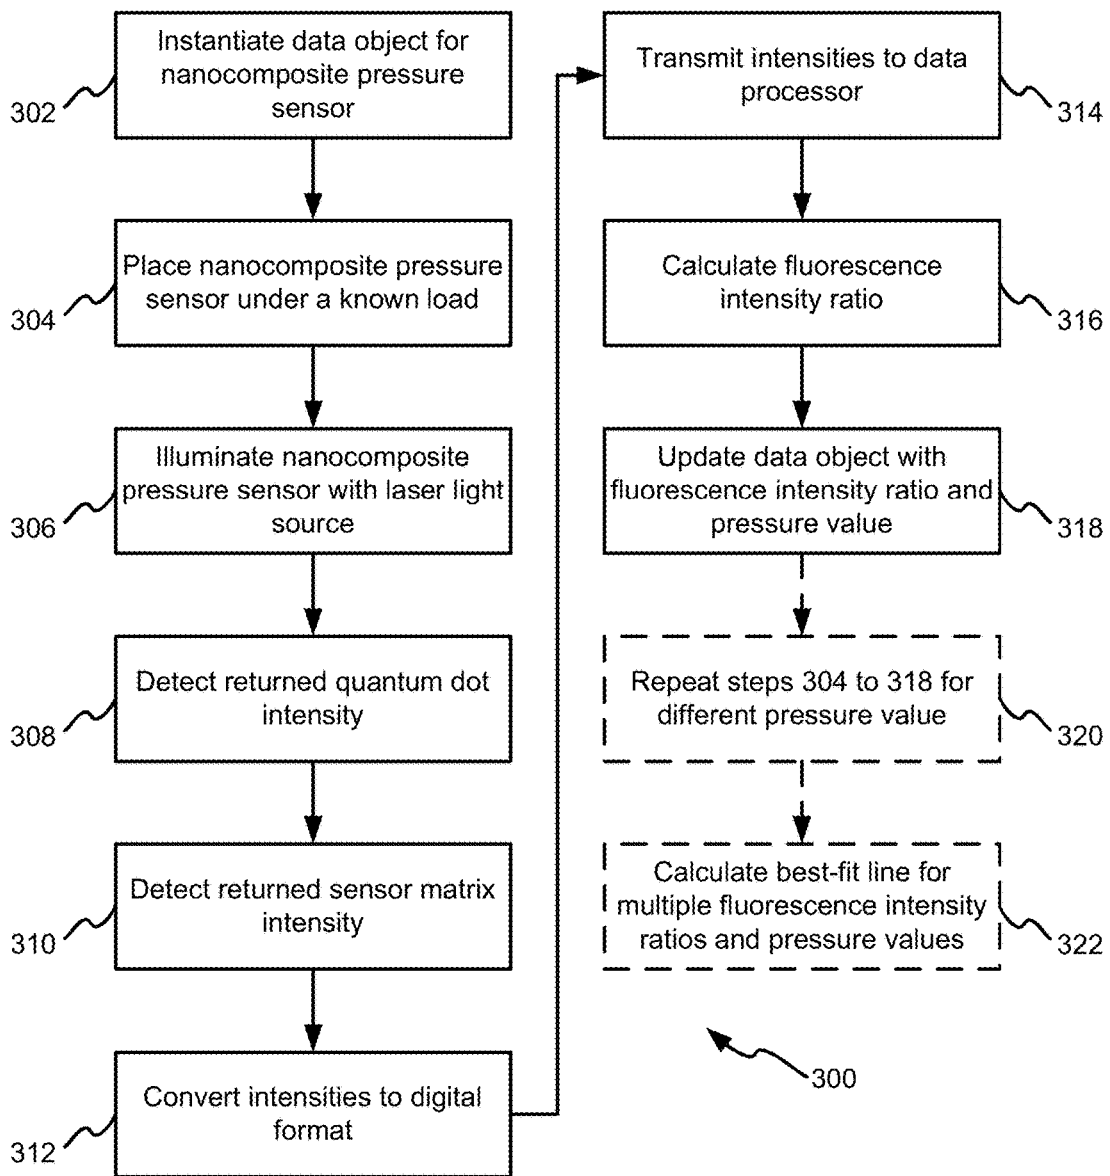 Instantiate data object for
nanocomposite pressure
sensor
302
Place nanocomposite pressure
sensor under a known load
304
Illuminate nanocomposite
pressure sensor with laser light
source
306
Detect returned quantum dot
intensity
308
Detect returned sensor matrix
intensity
310
Convert intensities to digital
format
312
Transmit intensities to data
processor
314
Calculate fluorescence
intensity ratio
316
Update data object with
fluorescence intensity ratio and
pressure value
318
Repeat steps 304 to 318 for
different pressure value
320
Calculate best-fit line for
multiple fluorescence intensity
ratios and pressure values
322
300